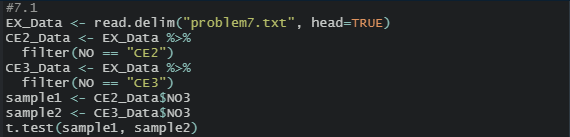 #7.1
EX_Data <- read.delim("problem7.txt", head=TRUE)
CE2_Data <- EX_Data %>%
  filter(NO == "CE2")
CE3_Data <- EX_Data %>%
  filter(NO == "CE3")
sample1 <- CE2_Data$NO3
sample2 <- CE3_Data$NO3
t.test(sample1, sample2)